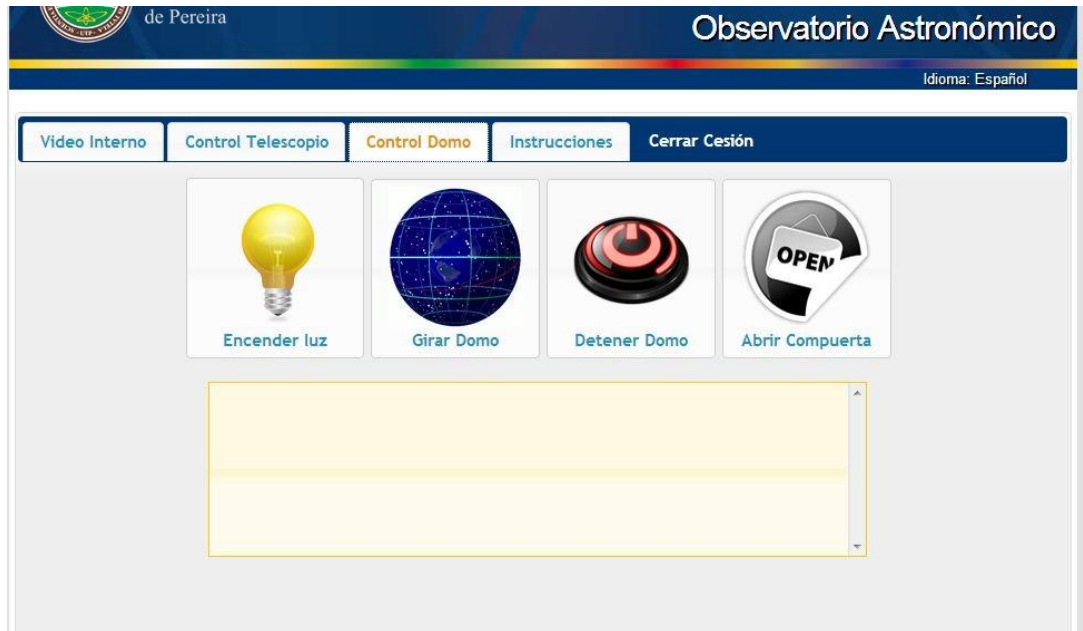 de Pereira
Observatorio Astronómico
Idioma: Español
Video Interno Control Telescopio Control Domo Instrucciones Cerrar Cesión
OPEN
Encender luz Girar Domo Detener Domo Abrir Compuerta